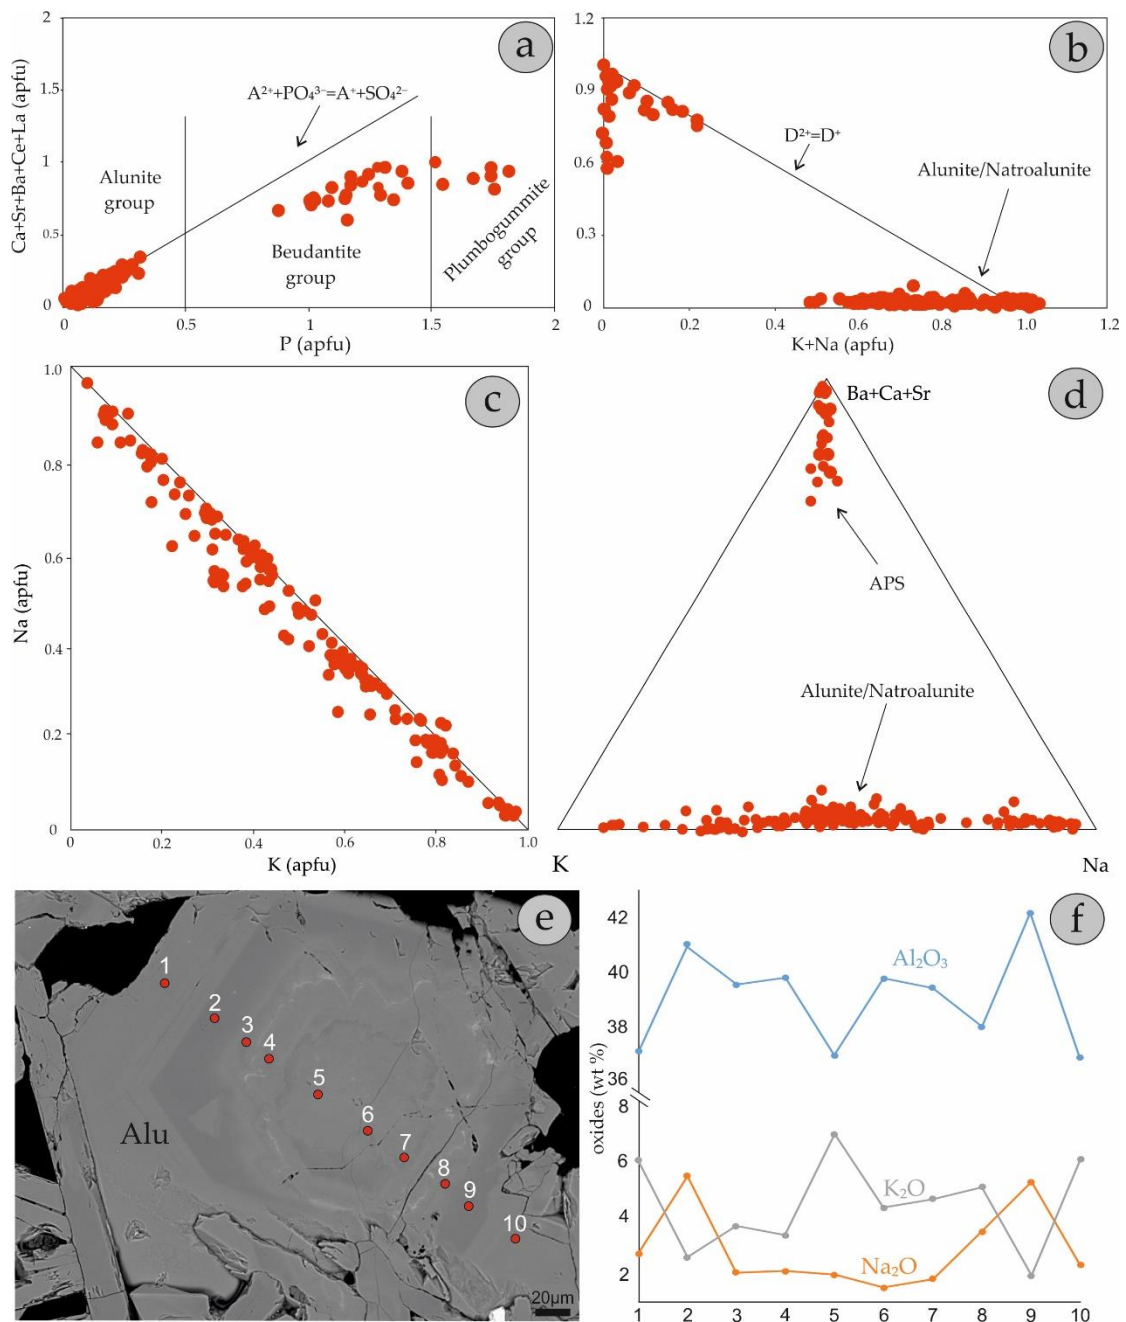 a
2
1.5
1
0.5
0
Ca+Sr+Ba+Ce+La (apfu)
A²⁺+PO₄³⁻=A⁺+SO₄²⁻
Alunite
group
Beudantite
group
Plumbogummite
group
0
0.5
1
1.5
2
P (apfu)
b
1.2
0.9
0.6
0.3
0
D²⁺=D⁺
Alunite/Natroalunite
0
0.2
0.4
0.6
0.8
1.0
1.2
K+Na (apfu)
c
1.0
0.8
0.6
0.4
0.2
0
Na (apfu)
0
0.2
0.4
0.6
0.8
1.0
K (apfu)
d
Ba+Ca+Sr
APS
Alunite/Natroalunite
K
Na
e
1
2
3
4
5
6
7
8
9
10
Alu
20µm
f
42
40
38
36
8
6
4
2
oxides (wt %)
Al₂O₃
K₂O
Na₂O
1
2
3
4
5
6
7
8
9
10